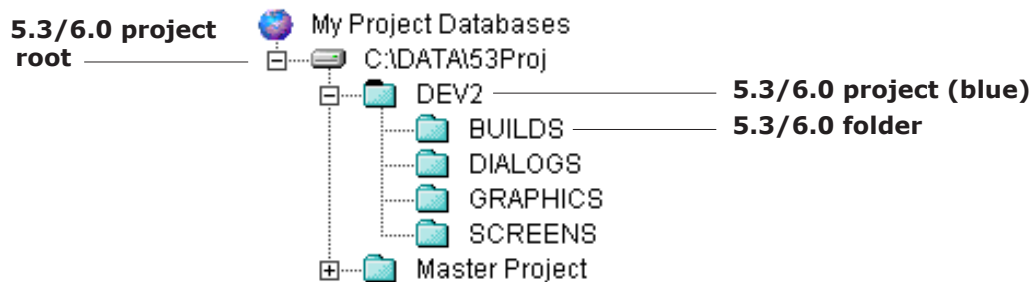 5.3/6.0 project
root
My Project Databases
C:\DATA\53Proj
DEV2
5.3/6.0 project (blue)
BUILDS
5.3/6.0 folder
DIALOGS
GRAPHICS
SCREENS
Master Project